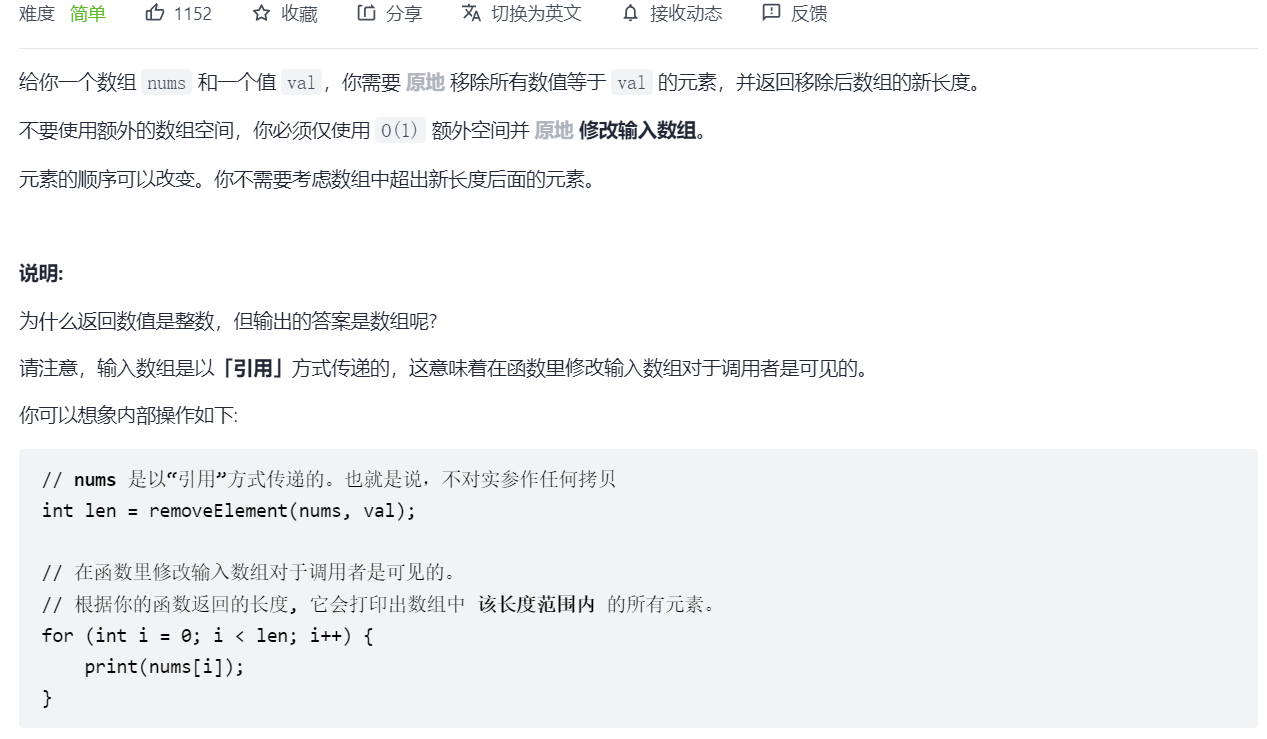 难度 简单 1152 收藏 分享 切换为英文 接收动态 反馈
给你一个数组 nums 和一个值 val，你需要 原地 移除所有数值等于 val 的元素，并返回移除后数组的新长度。
不要使用额外的数组空间，你必须仅使用 O(1) 额外空间并 原地 修改输入数组。
元素的顺序可以改变。你不需要考虑数组中超出新长度后面的元素。
说明:
为什么返回数值是整数，但输出的答案是数组呢?
请注意，输入数组是以「引用」方式传递的，这意味着在函数里修改输入数组对于调用者是可见的。
你可以想象内部操作如下:
// nums 是以“引用”方式传递的。也就是说，不对实参作任何拷贝
int len = removeElement(nums, val);
// 在函数里修改输入数组对于调用者是可见的。
// 根据你的函数返回的长度, 它会打印出数组中 该长度范围内 的所有元素。
for (int i = 0; i < len; i++) {
    print(nums[i]);
}